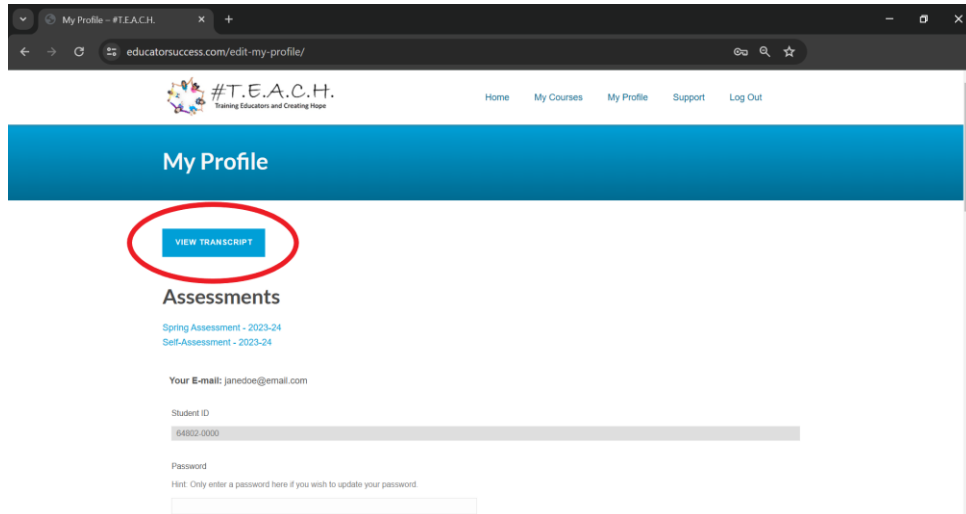 My Profile – #T.E.A.C.H.
educatorsuccess.com/edit-my-profile/
#T.E.A.C.H.
Training Educators and Creating Hope
Home My Courses My Profile Support Log Out
My Profile
VIEW TRANSCRIPT
Assessments
Spring Assessment - 2023-24
Self-Assessment - 2023-24
Your E-mail: janedoe@email.com
Student ID
64802-0000
Password
Hint: Only enter a password here if you wish to update your password.